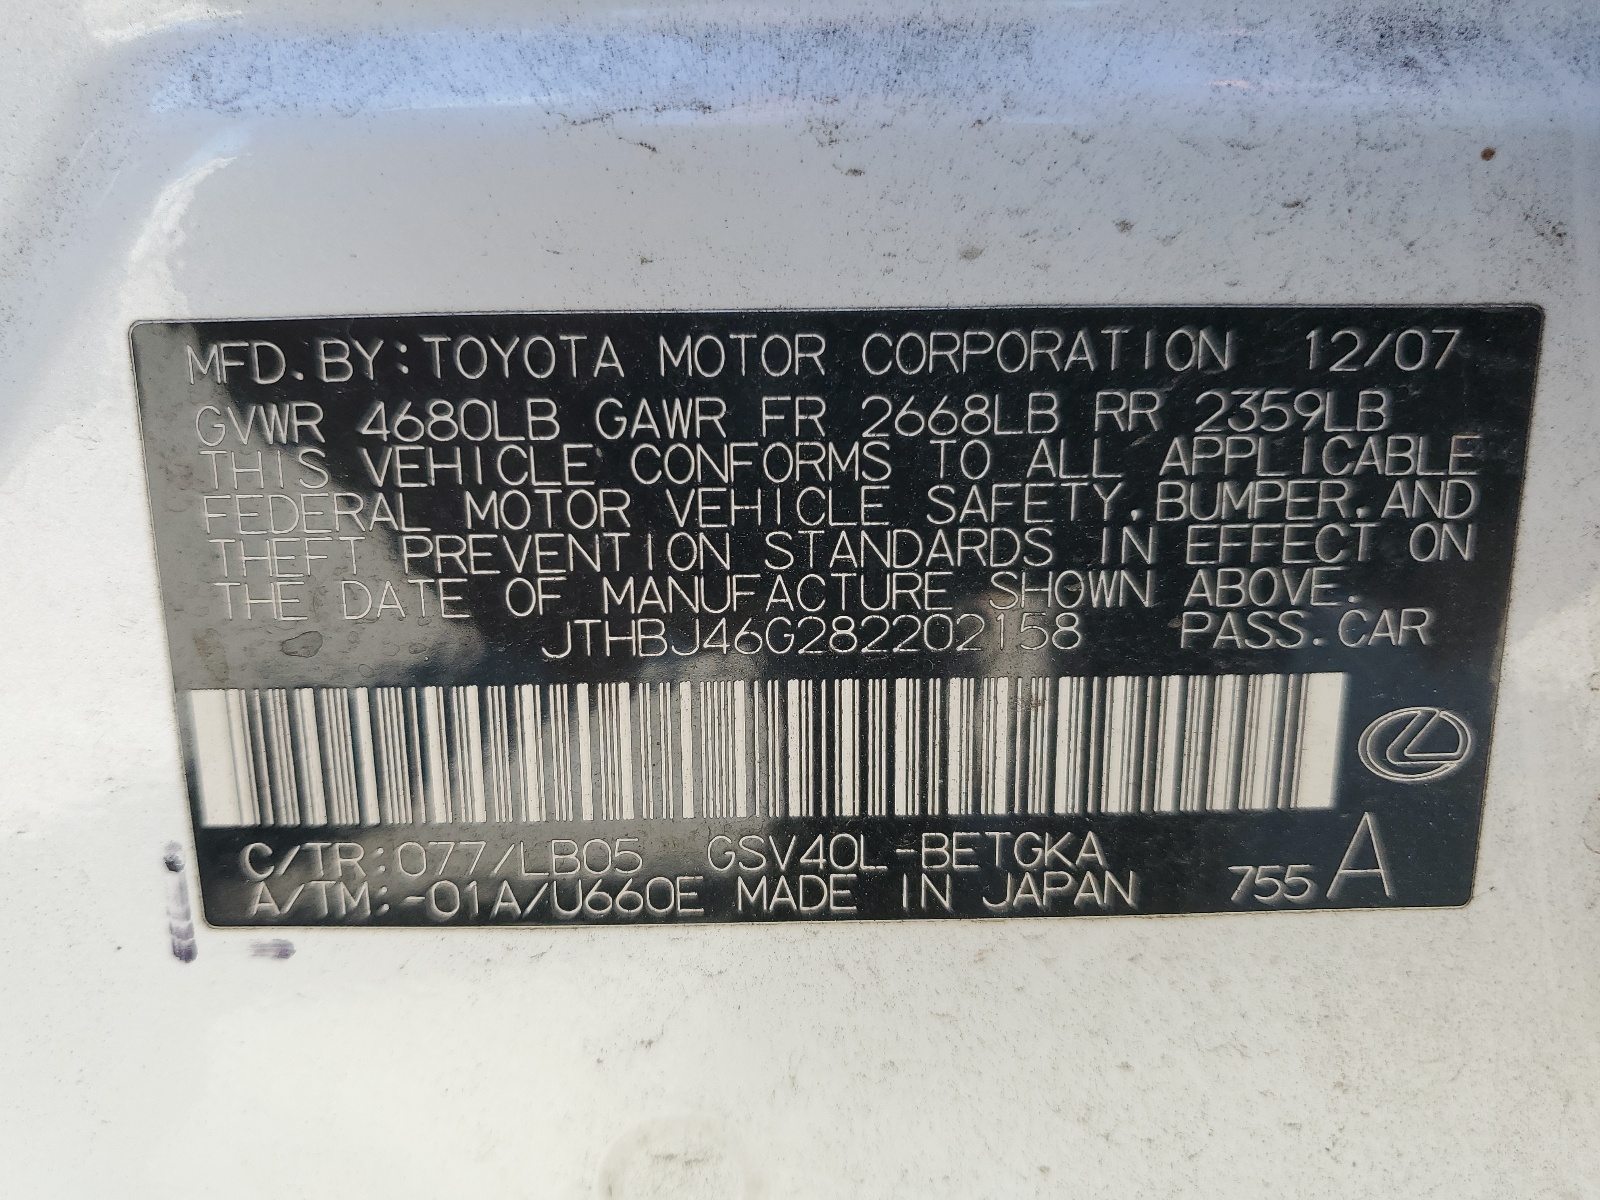 MFD. BY: TOYOTA MOTOR CORPORATION 12/07
GVWR 4680LB GAWR FR 2668LB RR 2359LB
THIS VEHICLE CONFORMS TO ALL APPLICABLE
FEDERAL MOTOR VEHICLE SAFETY, BUMPER, AND
THEFT PREVENTION STANDARDS IN EFFECT ON
THE DATE OF MANUFACTURE SHOWN ABOVE.
JTHBJ46G282202158 PASS. CAR
C/TR: 077/LB05 GSV40L-BETGKA
A/TM: -01A/U660E MADE IN JAPAN 755 A